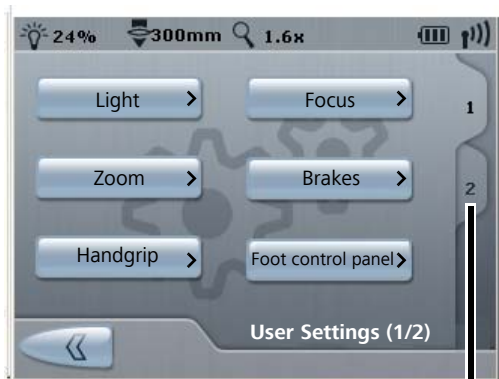 24% 300mm 1.6x
Light Focus
1
Zoom Brakes
2
Handgrip Foot control panel
User Settings (1/2)